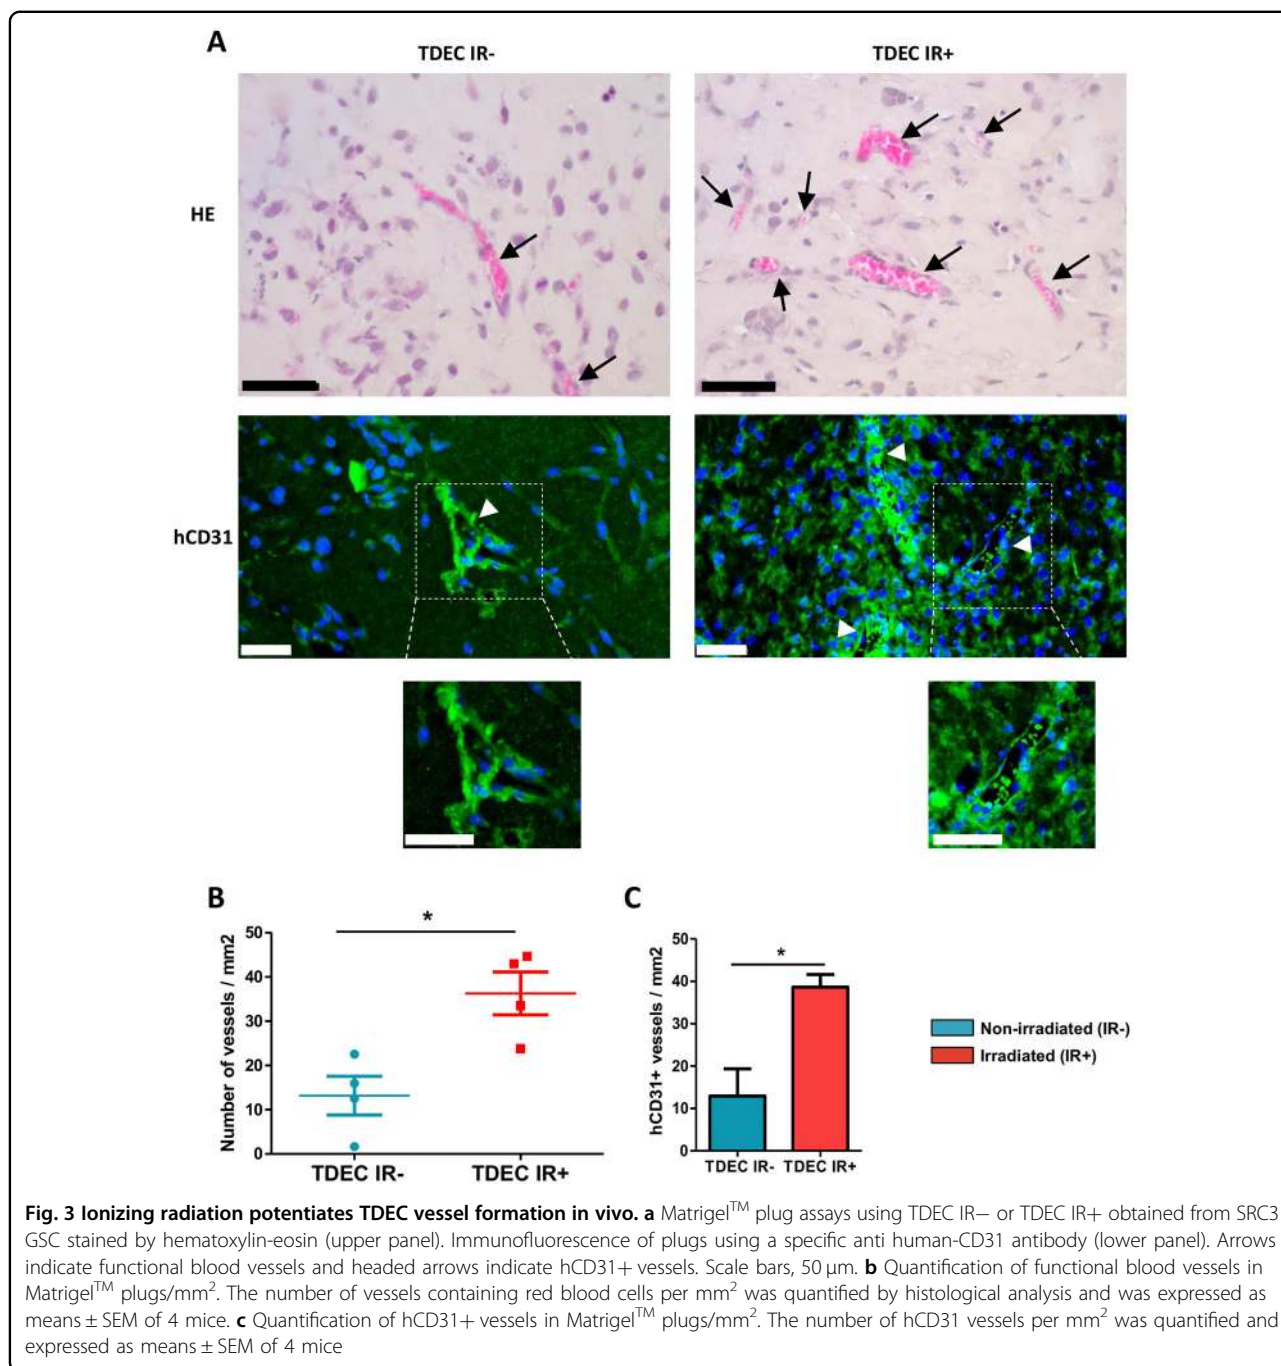 A
TDEC IR-
TDEC IR+
HE
hCD31
B
Number of vessels / mm2
50
40
30
20
10
0
*
TDEC IR-
TDEC IR+
C
hCD31+ vessels / mm2
50
40
30
20
10
0
*
TDEC IR-
TDEC IR+
Non-irradiated (IR-)
Irradiated (IR+)
Fig. 3 Ionizing radiation potentiates TDEC vessel formation in vivo. a Matrigel™ plug assays using TDEC IR− or TDEC IR+ obtained from SRC3
GSC stained by hematoxylin-eosin (upper panel). Immunofluorescence of plugs using a specific anti human-CD31 antibody (lower panel). Arrows
indicate functional blood vessels and headed arrows indicate hCD31+ vessels. Scale bars, 50 μm. b Quantification of functional blood vessels in
Matrigel™ plugs/mm². The number of vessels containing red blood cells per mm² was quantified by histological analysis and was expressed as
means ± SEM of 4 mice. c Quantification of hCD31+ vessels in Matrigel™ plugs/mm². The number of hCD31 vessels per mm² was quantified and
expressed as means ± SEM of 4 mice